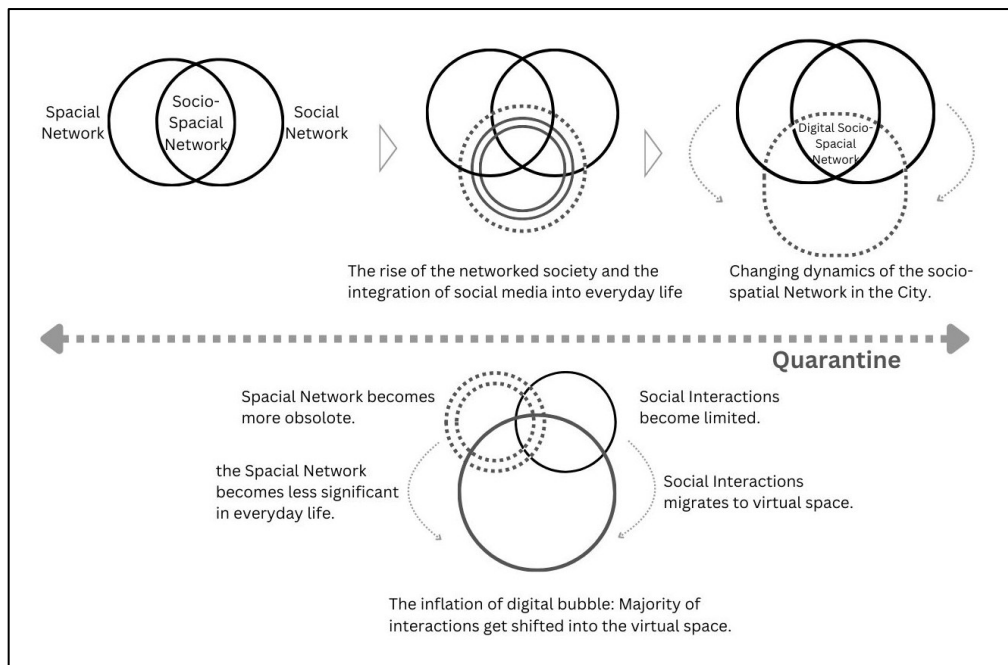 Spacial
Network
Socio-
Spacial
Network
Social
Network
The rise of the networked society and the
integration of social media into everyday life
Digital Socio-
Spacial
Network
Changing dynamics of the socio-
spatial Network in the City.
Quarantine
Spacial Network becomes
more obsolote.
the Spacial Network
becomes less significant
in everyday life.
Social Interactions
become limited.
Social Interactions
migrates to virtual space.
The inflation of digital bubble: Majority of
interactions get shifted into the virtual space.